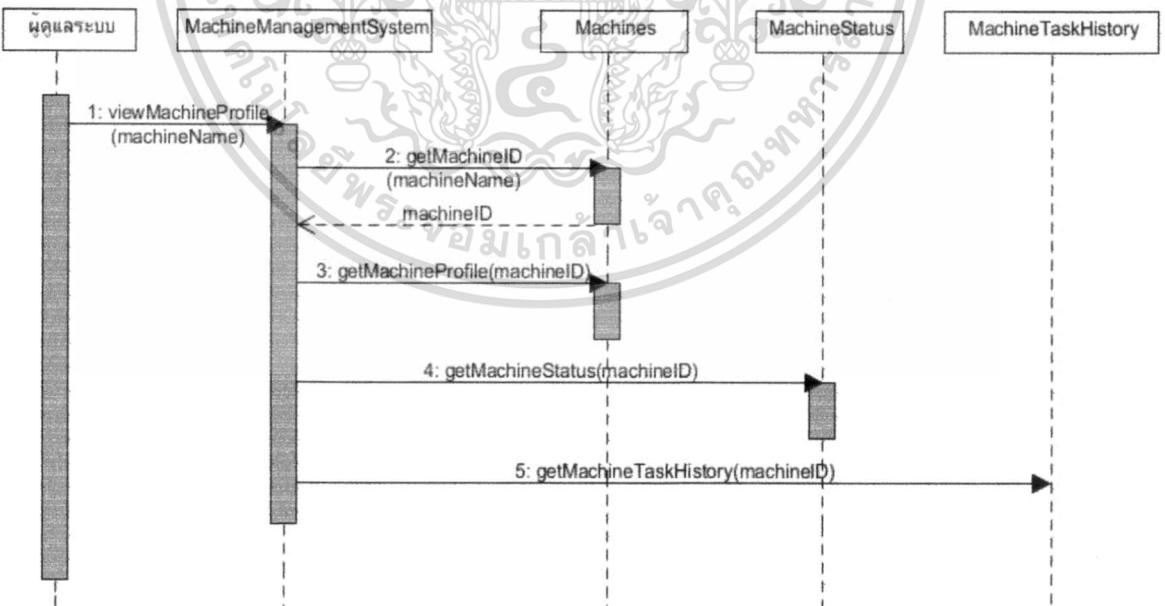 ผู้ดูแลระบบ
MachineManagementSystem
Machines
MachineStatus
MachineTaskHistory
1: viewMachineProfile
(machineName)
2: getMachineID
(machineName)
machineID
3: getMachineProfile(machineID)
4: getMachineStatus(machineID)
5: getMachineTaskHistory(machineID)